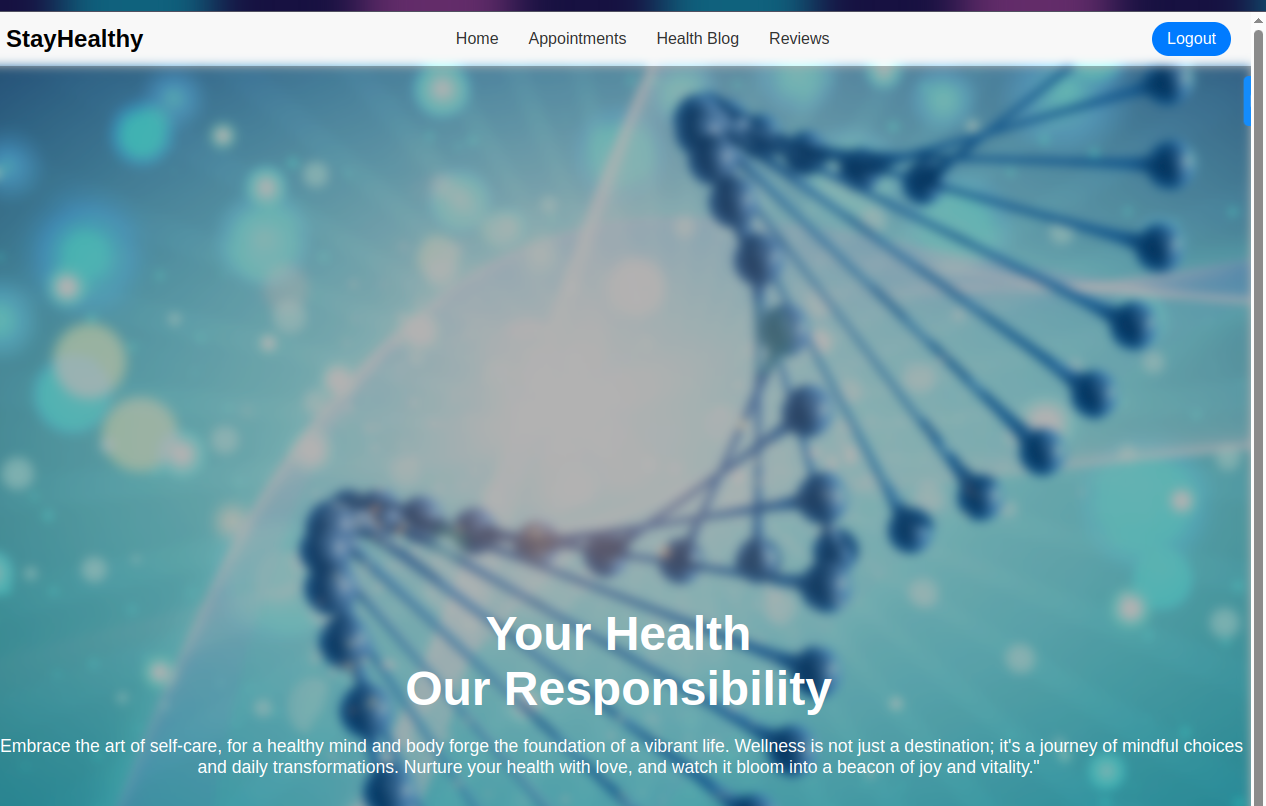 StayHealthy
Home
Appointments
Health Blog
Reviews
Logout
Your Health
Our Responsibility
Embrace the art of self-care, for a healthy mind and body forge the foundation of a vibrant life. Wellness is not just a destination; it's a journey of mindful choices
and daily transformations. Nurture your health with love, and watch it bloom into a beacon of joy and vitality."